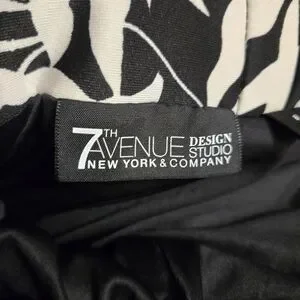 7TH AVENUE DESIGN STUDIO
NEW YORK & COMPANY